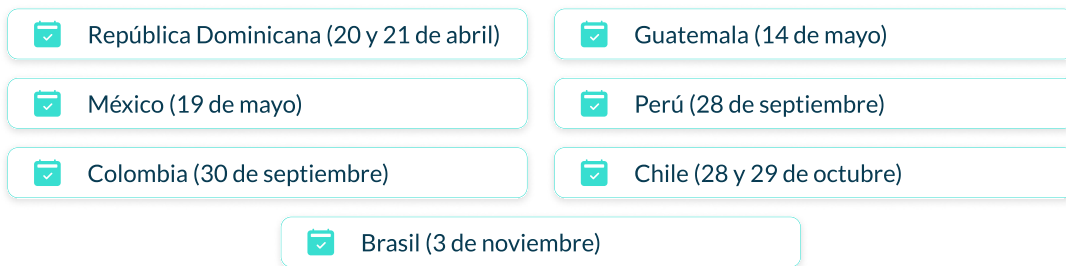 República Dominicana (20 y 21 de abril)
Guatemala (14 de mayo)
México (19 de mayo)
Perú (28 de septiembre)
Colombia (30 de septiembre)
Chile (28 y 29 de octubre)
Brasil (3 de noviembre)